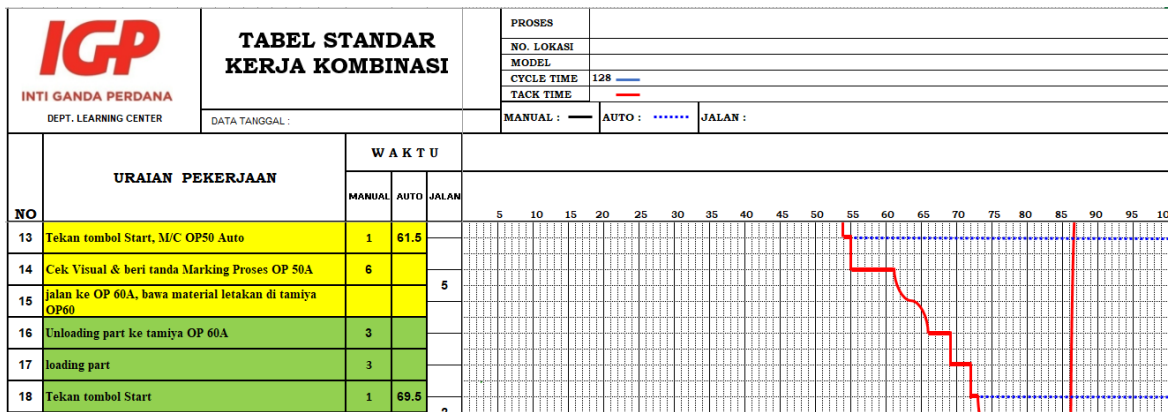 IGP
INTI GANDA PERDANA
DEPT. LEARNING CENTER
TABEL STANDAR
KERJA KOMBINASI
DATA TANGGAL :
PROSES
NO. LOKASI
MODEL
CYCLE TIME 128
TACK TIME
MANUAL : AUTO : JALAN :
NO URAIAN PEKERJAAN WAKTU
MANUAL AUTO JALAN
5 10 15 20 25 30 35 40 45 50 55 60 65 70 75 80 85 90 95
13 Tekan tombol Start, M/C OP50 Auto 1 61.5
14 Cek Visual & beri tanda Marking Proses OP 50A 6
5
15 jalan ke OP 60A, bawa material letakan di tamiya
OP60
16 Unloading part ke tamiya OP 60A 3
17 loading part 3
18 Tekan tombol Start 1 69.5